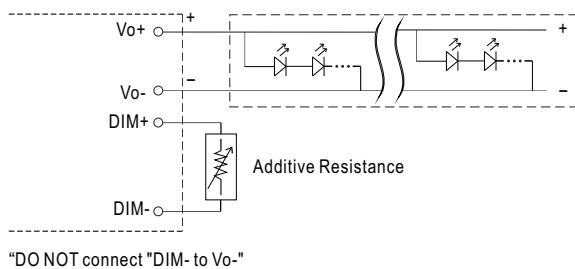 Vo+
+
+
Vo-
−
−
DIM+
Additive Resistance
DIM-
“DO NOT connect "DIM- to Vo-"